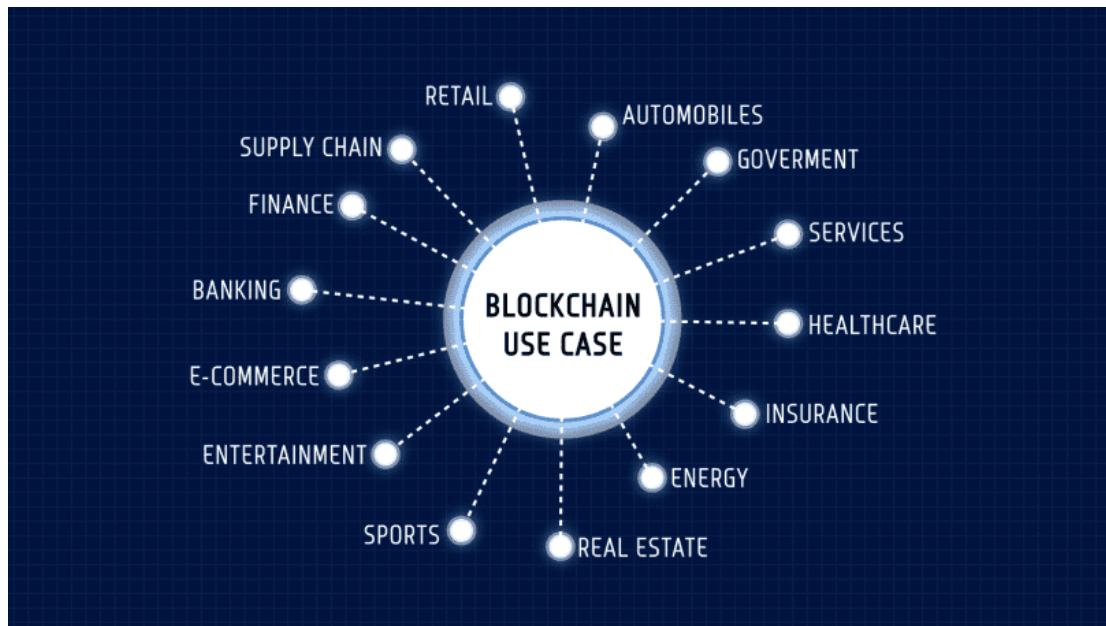 RETAIL
AUTOMOBILES
SUPPLY CHAIN
GOVERMENT
FINANCE
SERVICES
BANKING
BLOCKCHAIN
USE CASE
HEALTHCARE
E-COMMERCE
INSURANCE
ENTERTAINMENT
ENERGY
SPORTS
REAL ESTATE